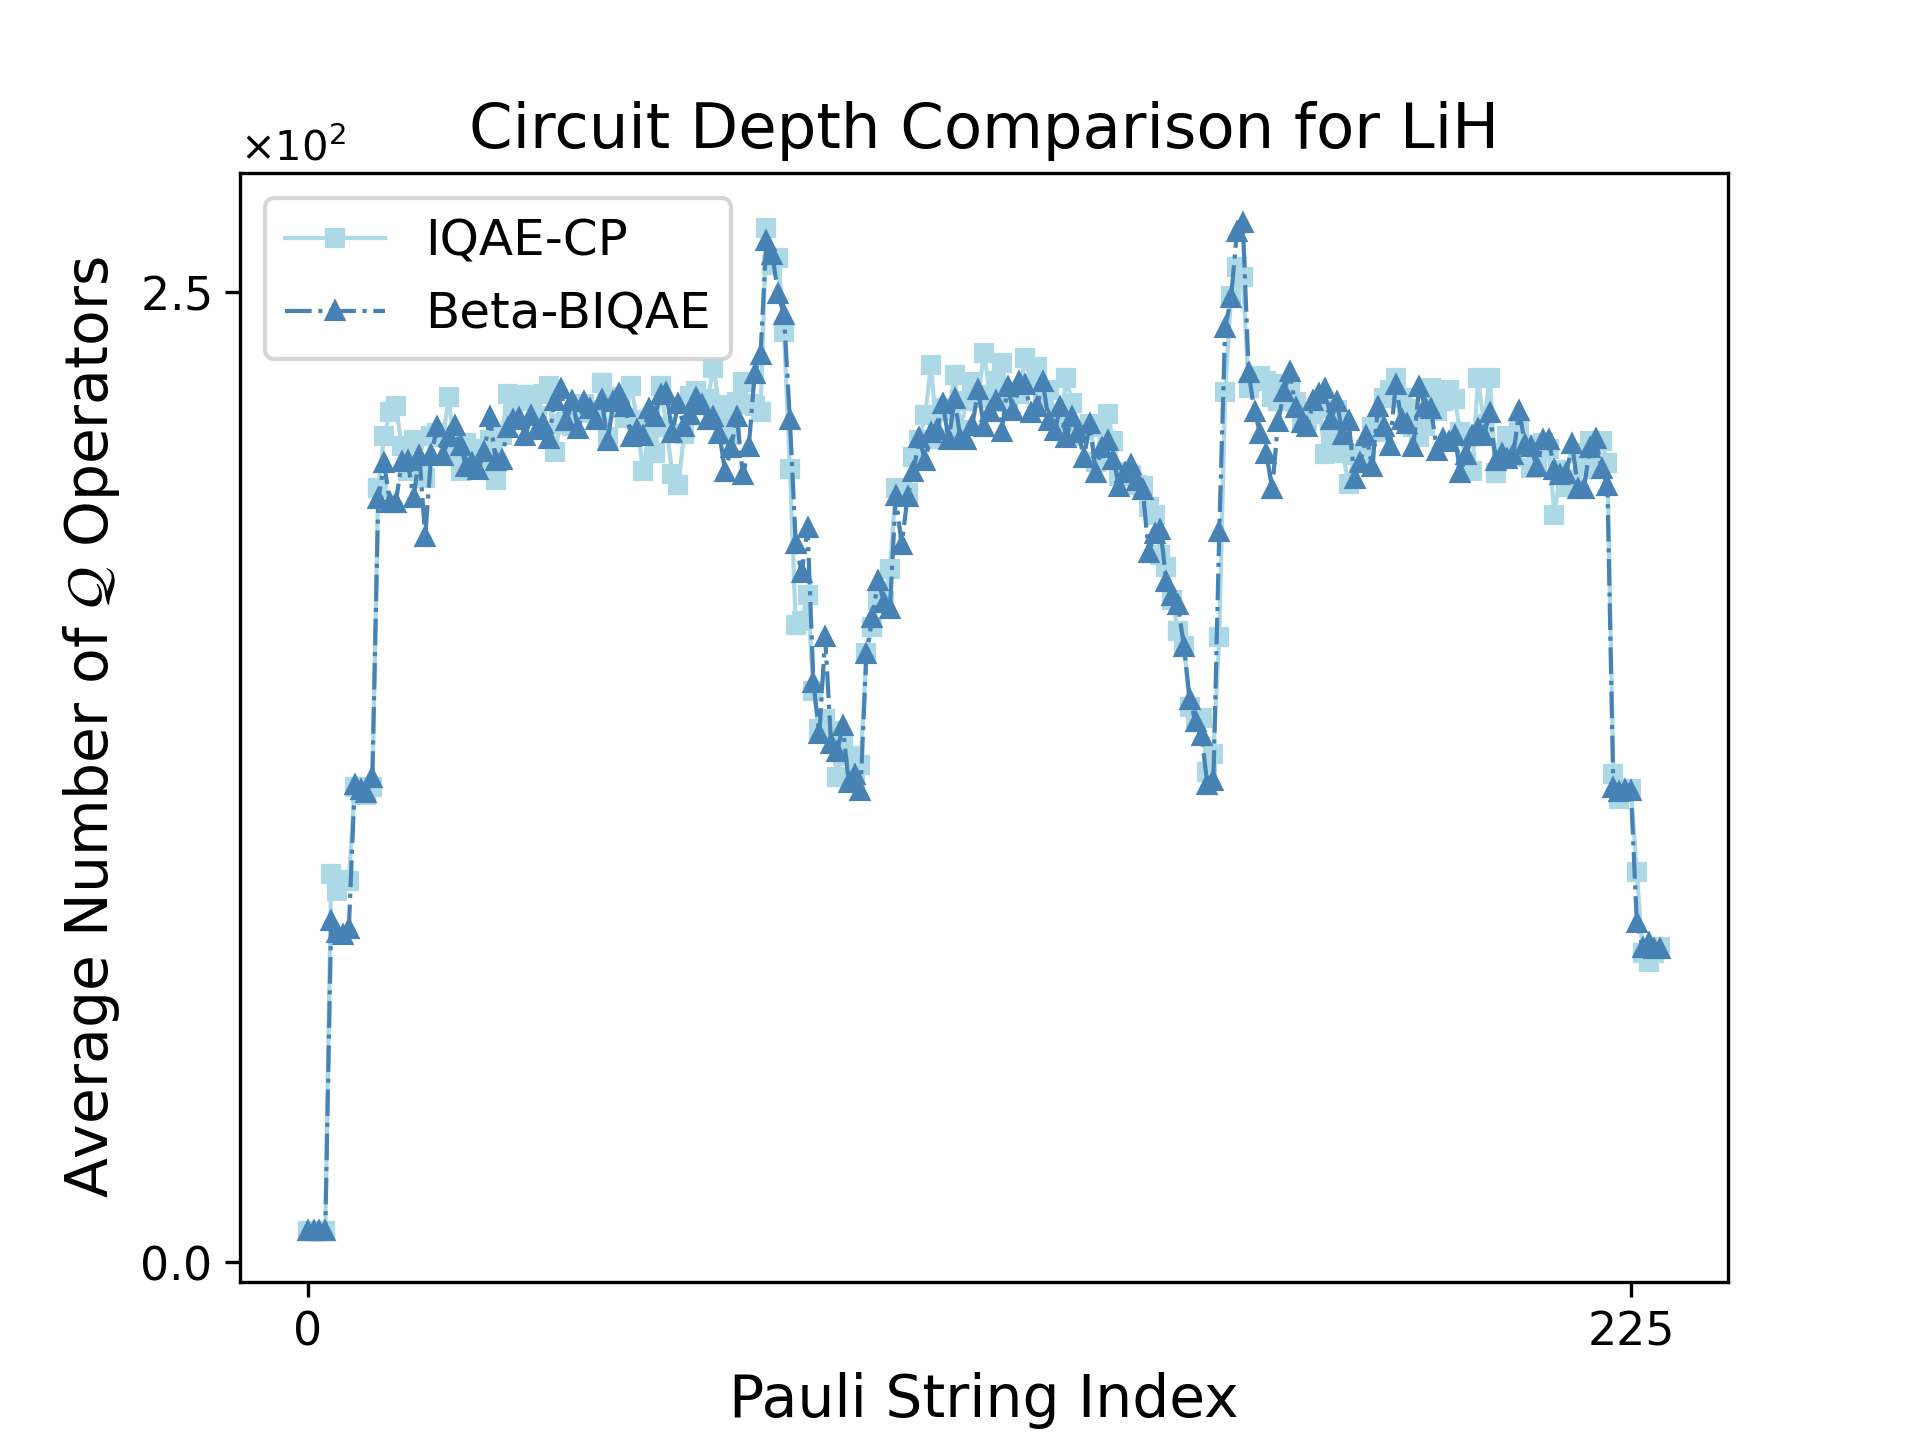 Circuit Depth Comparison for LiH
×10²
IQAE-CP
Beta-BIQAE
2.5
0.0
Average Number of 𝒬 Operators
0
225
Pauli String Index